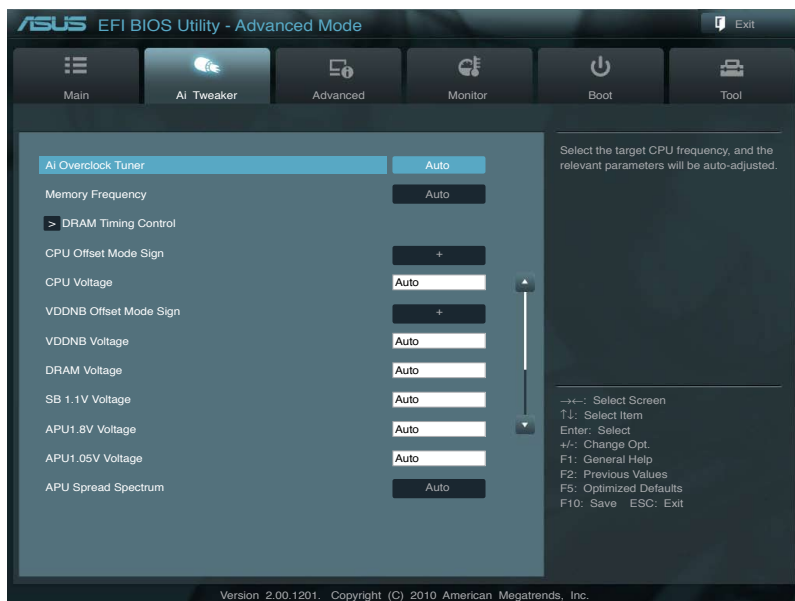 ASUS EFI BIOS Utility - Advanced Mode
Exit
Main
Ai Tweaker
Advanced
Monitor
Boot
Tool
Ai Overclock Tuner Auto
Memory Frequency Auto
> DRAM Timing Control
CPU Offset Mode Sign +
CPU Voltage Auto
VDDNB Offset Mode Sign +
VDDNB Voltage Auto
DRAM Voltage Auto
SB 1.1V Voltage Auto
APU1.8V Voltage Auto
APU1.05V Voltage Auto
APU Spread Spectrum Auto
Select the target CPU frequency, and the
relevant parameters will be auto-adjusted.
→←: Select Screen
↑↓: Select Item
Enter: Select
+/-: Change Opt.
F1: General Help
F2: Previous Values
F5: Optimized Defaults
F10: Save ESC: Exit
Version 2.00.1201. Copyright (C) 2010 American Megatrends, Inc.